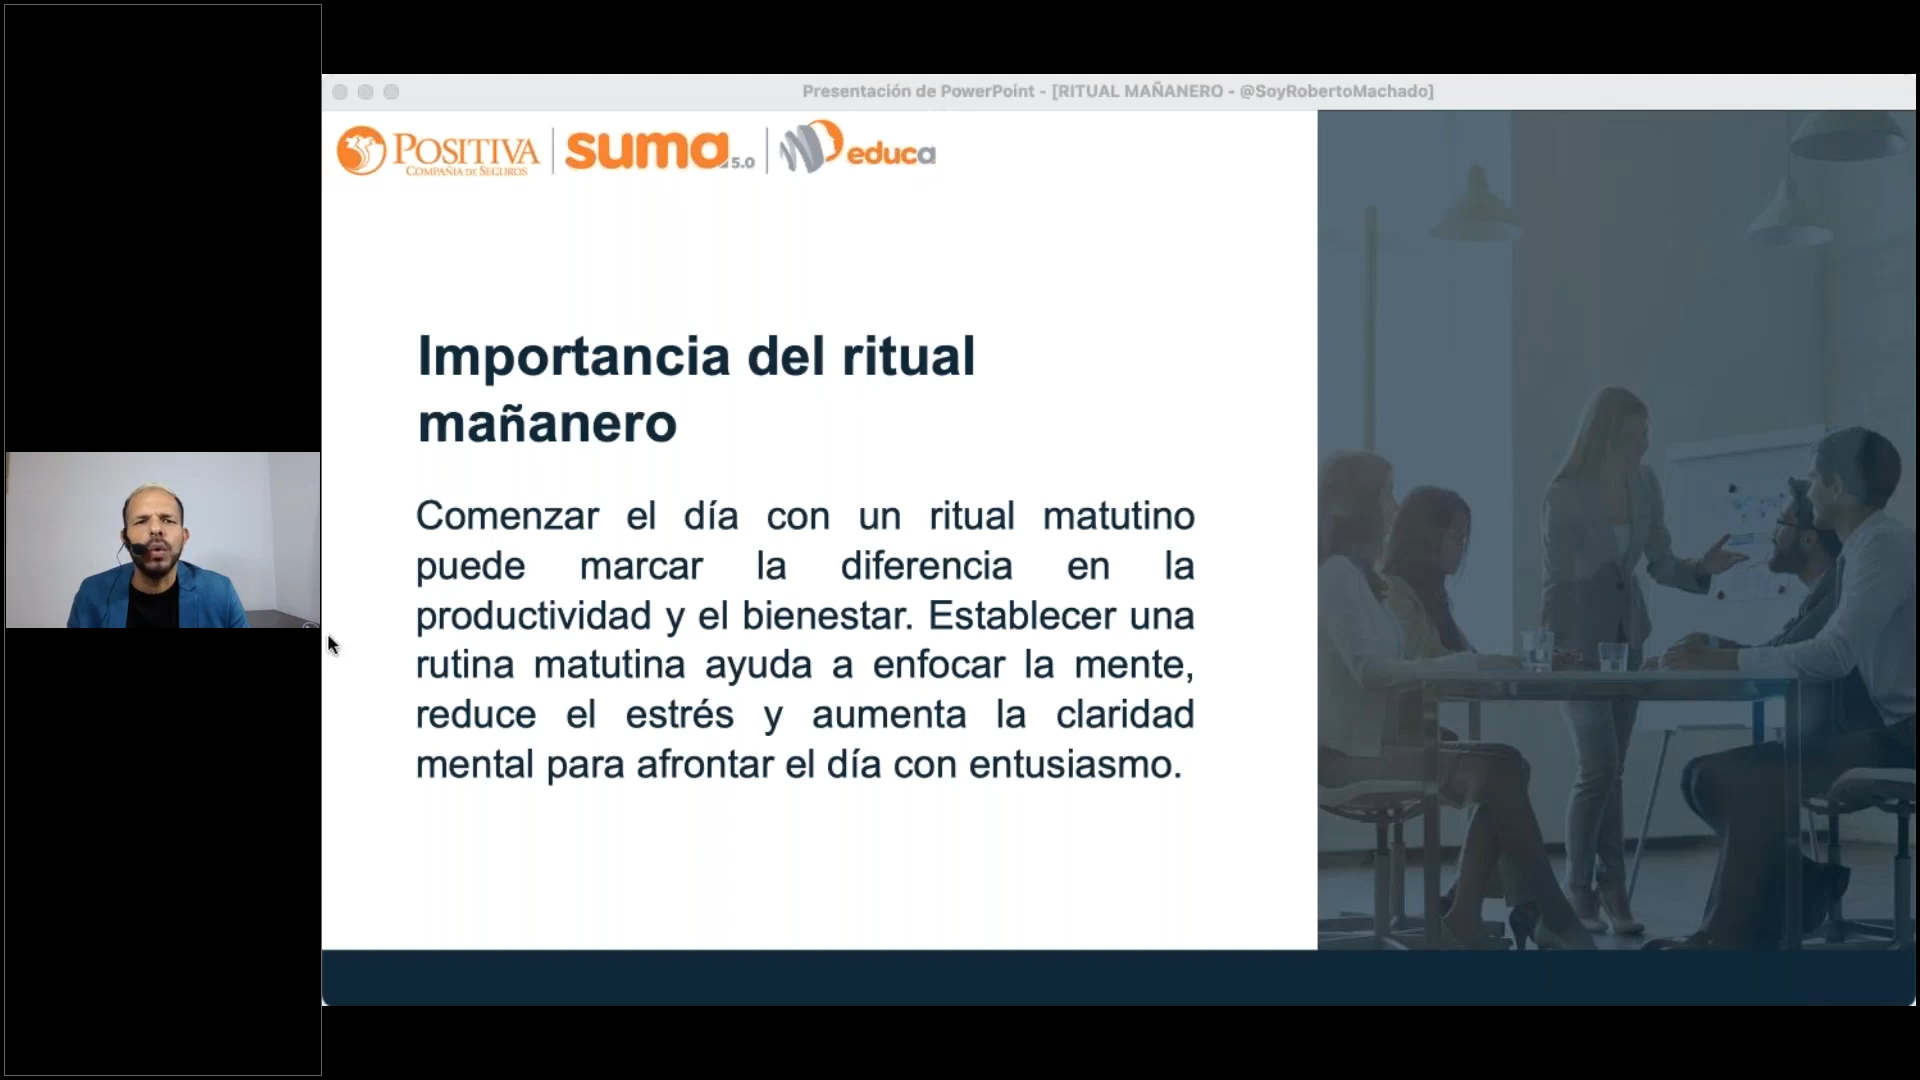 Presentación de PowerPoint - [RITUAL MAÑANERO - @SoyRobertoMachado]
POSITIVA
COMPAÑIA DE SEGUROS
suma 5.0
educa
Importancia del ritual
mañanero
Comenzar el día con un ritual matutino
puede marcar la diferencia en la
productividad y el bienestar. Establecer una
rutina matutina ayuda a enfocar la mente,
reduce el estrés y aumenta la claridad
mental para afrontar el día con entusiasmo.